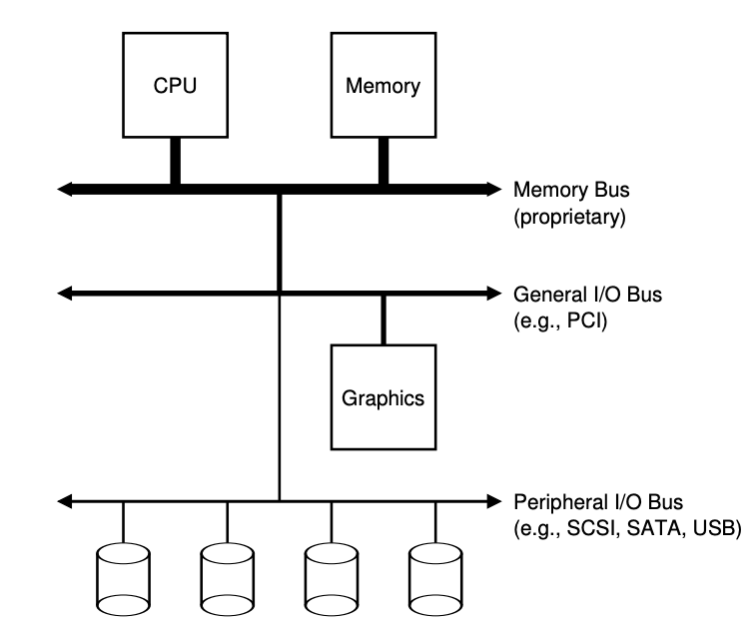 CPU
Memory
Memory Bus
(proprietary)
General I/O Bus
(e.g., PCI)
Graphics
Peripheral I/O Bus
(e.g., SCSI, SATA, USB)